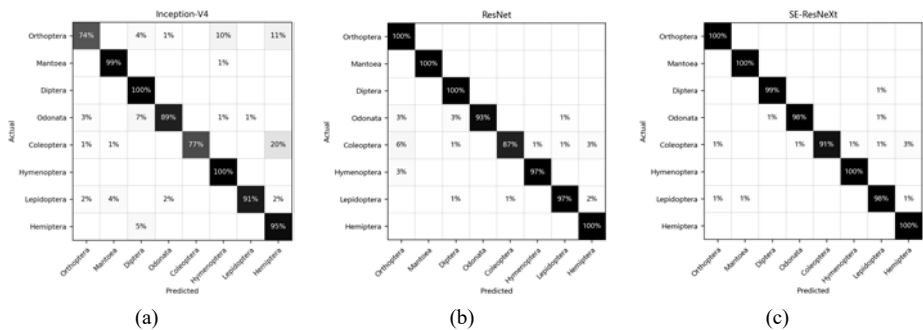 Inception-V4
Orthoptera 74% 4% 1% 10% 11%
Mantoea 99% 1%
Diptera 100%
Odonata 3% 7% 89% 1% 1%
Coleoptera 1% 1% 77% 20%
Hymenoptera 100%
Lepidoptera 2% 4% 2% 91% 2%
Hemiptera 5% 95%
Actual
Orthoptera Mantoea Diptera Odonata Coleoptera Hymenoptera Lepidoptera Hemiptera
Predicted
(a)
ResNet
Orthoptera 100%
Mantoea 100%
Diptera 100%
Odonata 3% 3% 93% 1%
Coleoptera 6% 1% 87% 1% 1% 3%
Hymenoptera 3% 97%
Lepidoptera 1% 1% 97% 2%
Hemiptera 100%
Actual
Orthoptera Mantoea Diptera Odonata Coleoptera Hymenoptera Lepidoptera Hemiptera
Predicted
(b)
SE-ResNeXt
Orthoptera 100%
Mantoea 100%
Diptera 99% 1%
Odonata 1% 98% 1%
Coleoptera 1% 1% 91% 1% 1% 3%
Hymenoptera 100%
Lepidoptera 1% 1% 98% 1%
Hemiptera 100%
Actual
Orthoptera Mantoea Diptera Odonata Coleoptera Hymenoptera Lepidoptera Hemiptera
Predicted
(c)